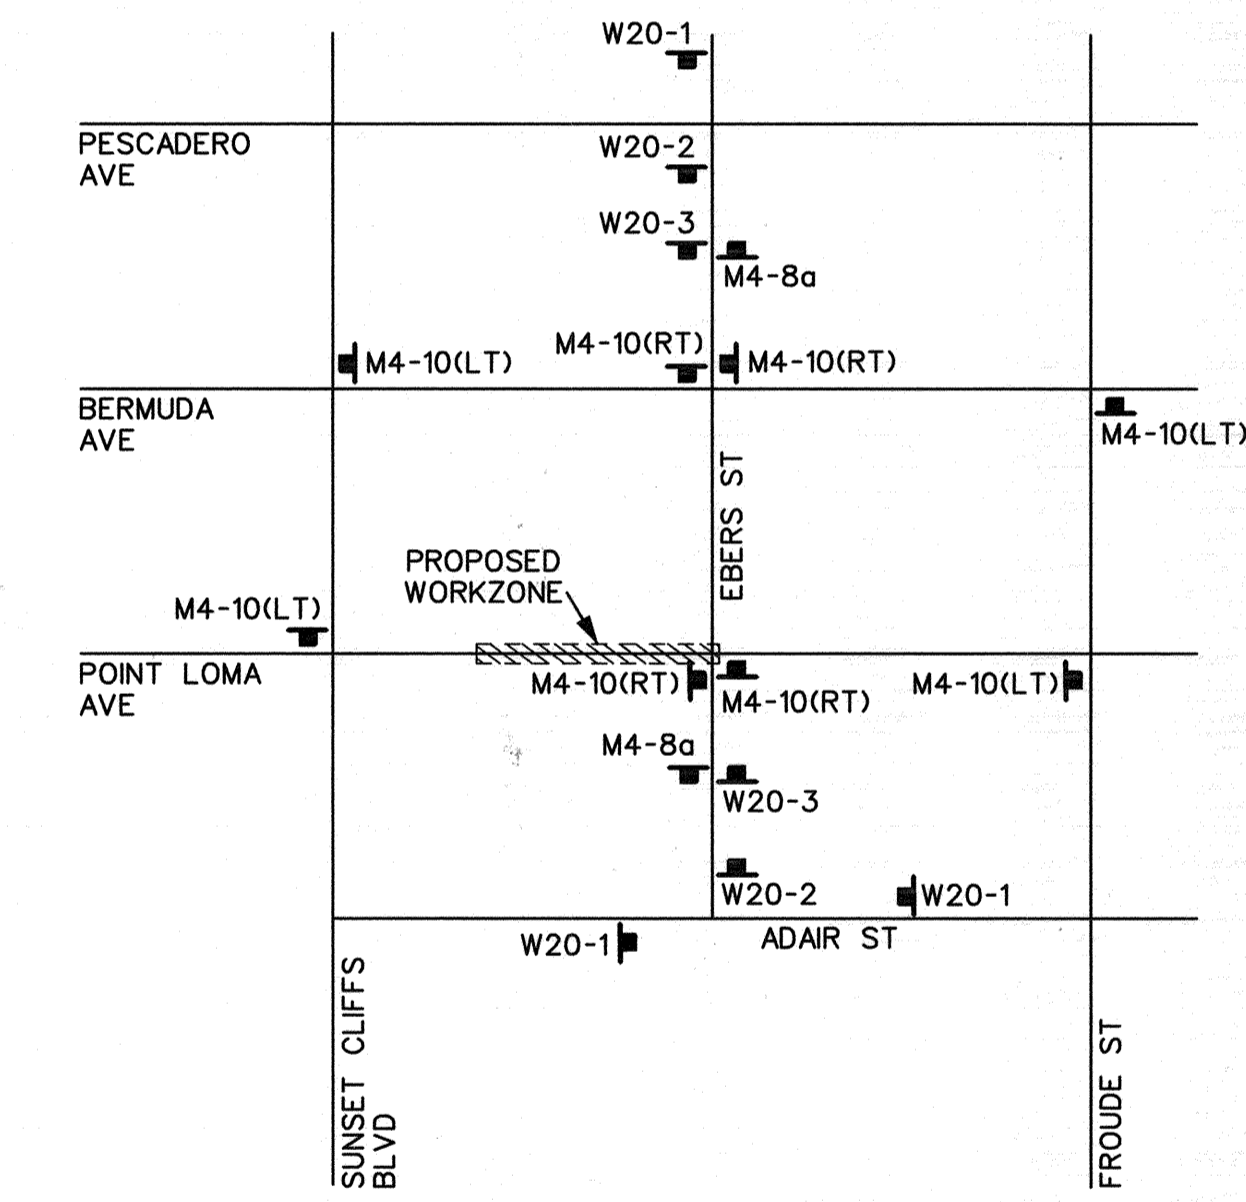 W20-1
PESCADERO
AVE
W20-2
W20-3
M4-8a
M4-10(LT)
M4-10(RT)
M4-10(RT)
BERMUDA
AVE
M4-10(LT)
EBERS ST
PROPOSED
WORKZONE
M4-10(LT)
POINT LOMA
AVE
M4-10(RT)
M4-10(RT)
M4-10(LT)
M4-8a
W20-3
W20-2
W20-1
W20-1
ADAIR ST
SUNSET CLIFFS
BLVD
FROUDE ST